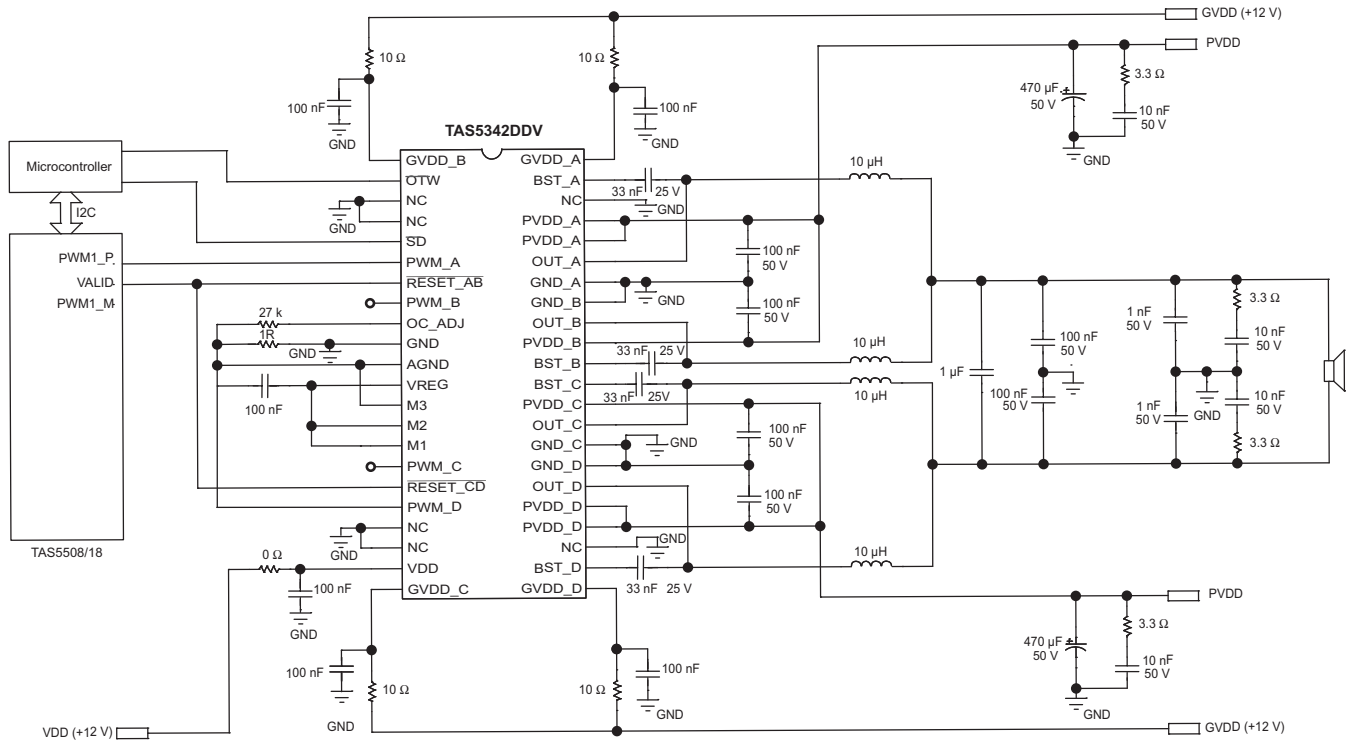 GVDD (+12 V)
PVDD
10 Ω
10 Ω
3.3 Ω
470 µF
50 V
10 nF
50 V
100 nF
GND
100 nF
GND
GND
TAS5342DDV
Microcontroller
I2C
PWM1_P
VALID
PWM1_M
TAS5508/18
GVDD_B
OTW
NC
NC
SD
PWM_A
RESET_AB
PWM_B
OC_ADJ
GND
AGND
VREG
M3
M2
M1
PWM_C
RESET_CD
PWM_D
NC
NC
VDD
GVDD_C
GVDD_A
BST_A
NC
PVDD_A
PVDD_A
OUT_A
GND_A
GND_B
OUT_B
PVDD_B
BST_B
BST_C
PVDD_C
OUT_C
GND_C
GND_D
OUT_D
PVDD_D
PVDD_D
NC
BST_D
GVDD_D
GND
27 k
1R
GND
100 nF
GND
0 Ω
100 nF
GND
33 nF 25 V
GND
10 µH
100 nF
50 V
GND
100 nF
50 V
33 nF 25 V
10 µH
33 nF 25V
10 µH
100 nF
50 V
GND
100 nF
50 V
GND
33 nF 25 V
10 µH
1 µF
100 nF
50 V
100 nF
50 V
1 nF
50 V
GND
1 nF
50 V
3.3 Ω
10 nF
50 V
10 nF
50 V
3.3 Ω
PVDD
3.3 Ω
470 µF
50 V
10 nF
50 V
GND
100 nF
10 Ω
GND
10 Ω
100 nF
GND
VDD (+12 V)
GVDD (+12 V)